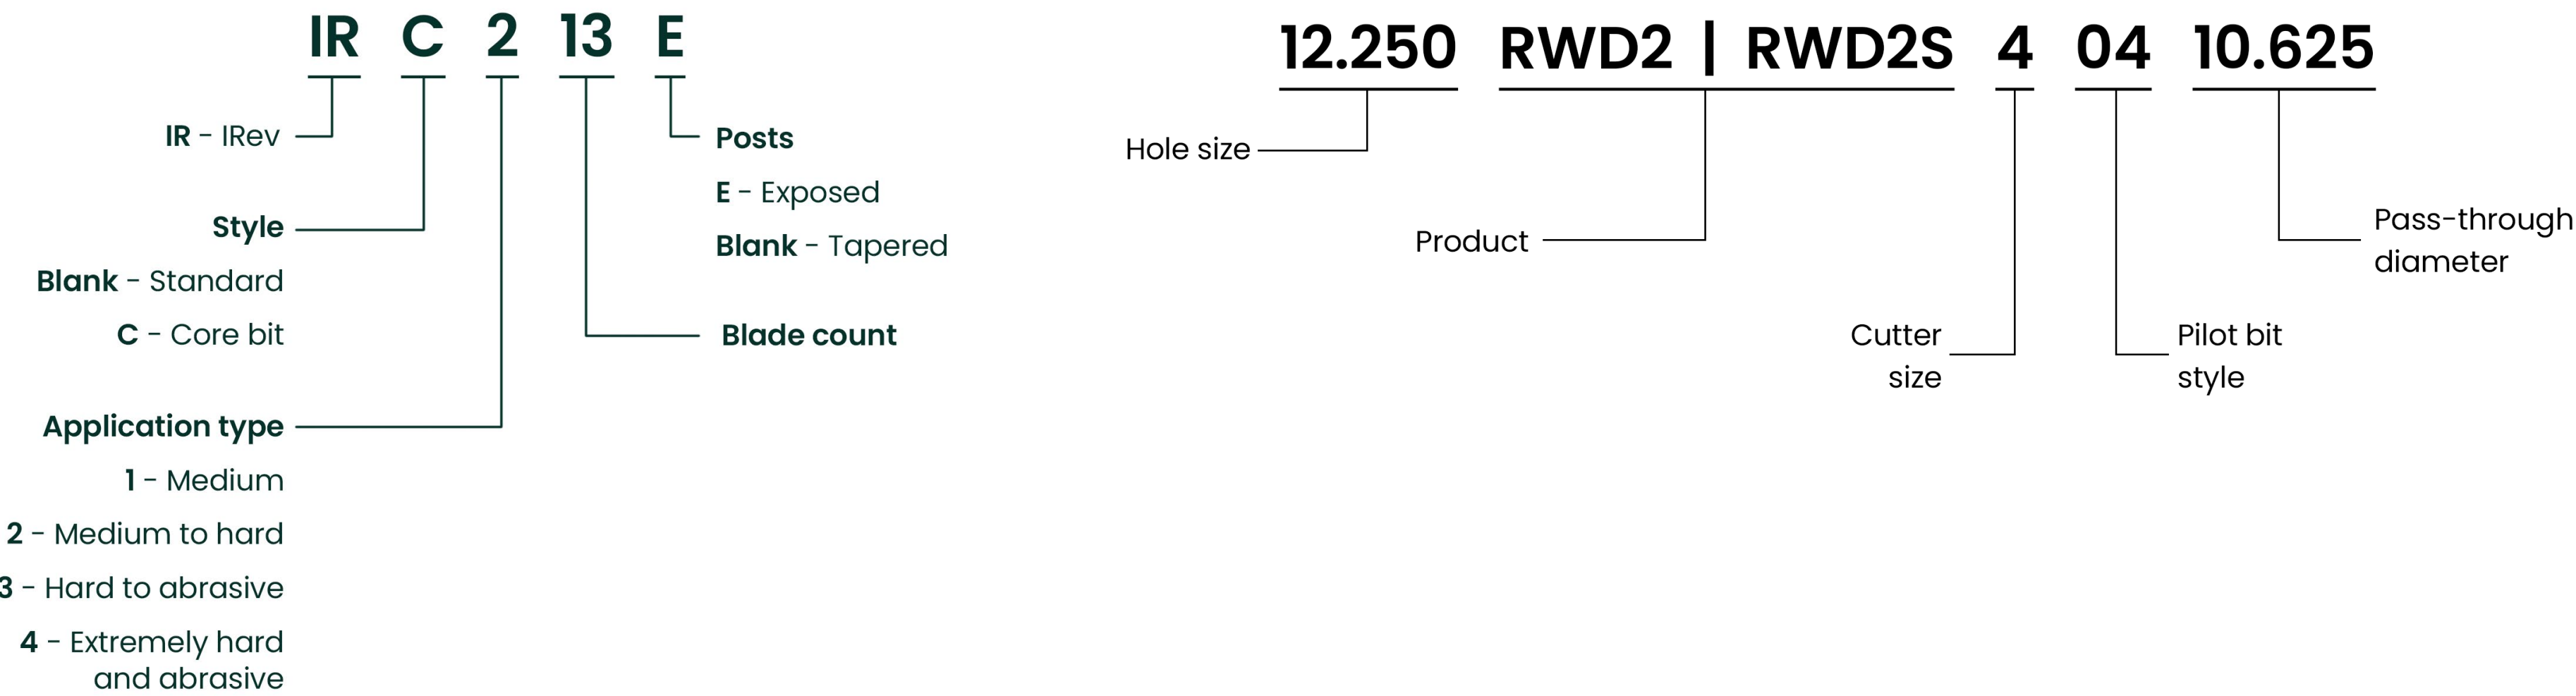 IR C 2 13 E
IR - IRev
Style
Blank - Standard
C - Core bit
Application type
1 - Medium
2 - Medium to hard
3 - Hard to abrasive
4 - Extremely hard
and abrasive
Posts
E - Exposed
Blank - Tapered
Blade count
12.250 RWD2 | RWD2S 4 04 10.625
Hole size
Product
Cutter
size
Pilot bit
style
Pass-through
diameter